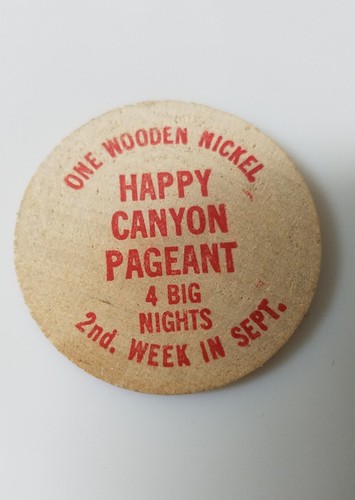 ONE WOODEN NICKEL
HAPPY
CANYON
PAGEANT
4 BIG
NIGHTS
2nd. WEEK IN SEPT.